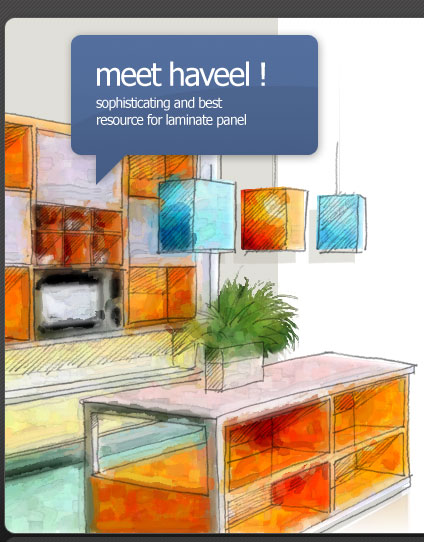 meet haveel !
sophisticating and best
resource for laminate panel